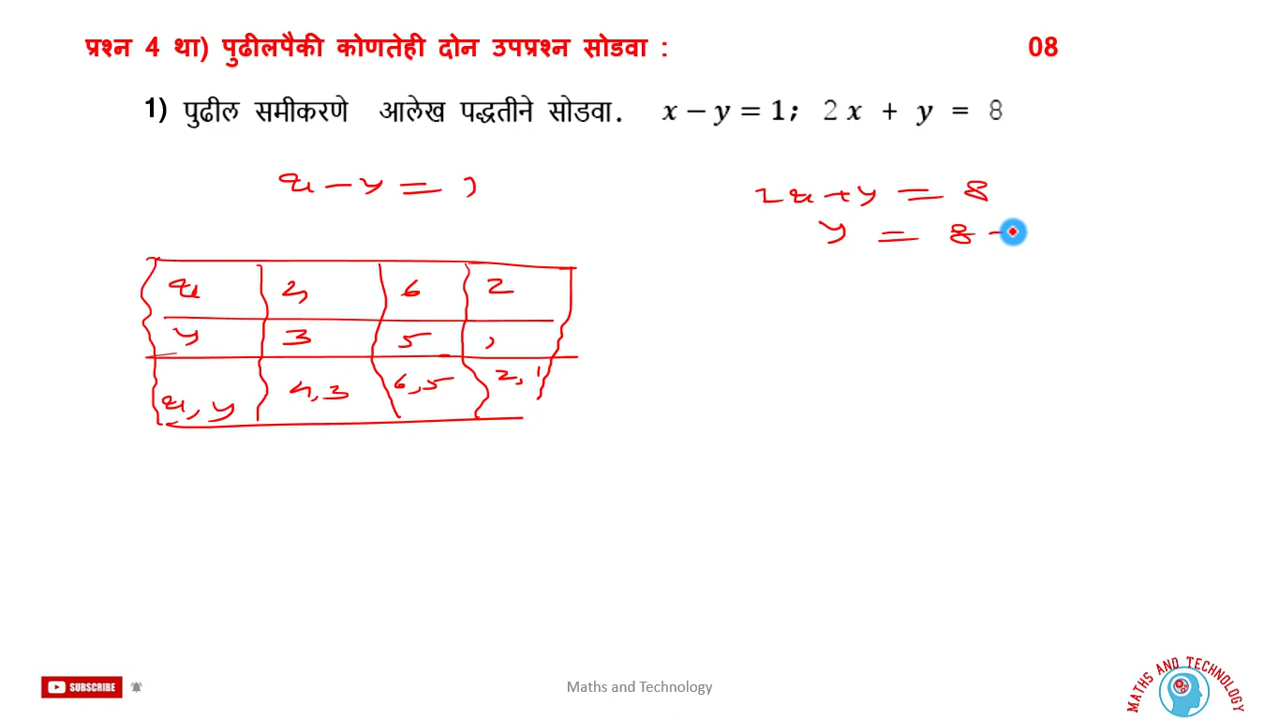 प्रश्न 4 था) पुढीलपैकी कोणतेही दोन उपप्रश्न सोडवा : 08
1) पुढील समीकरणे आलेख पद्धतीने सोडवा. x − y = 1; 2x + y = 8
x − y = 1
2x + y = 8
y = 8 −
x 4 6 2
y 3 5 1
x, y 4,3 6,5 2,1
SUBSCRIBE
Maths and Technology
MATHS AND TECHNOLOGY